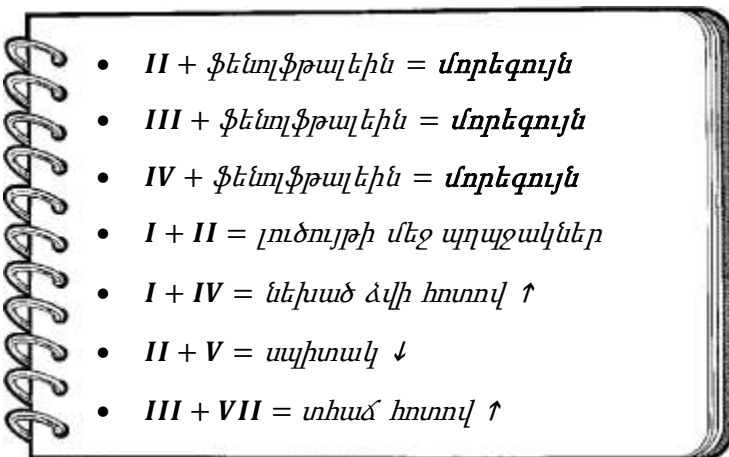 • II + ֆենոլֆթալեին = մորեգույն
• III + ֆենոլֆթալեին = մորեգույն
• IV + ֆենոլֆթալեին = մորեգույն
• I + II = լուծույթի մեջ պղպջակներ
• I + IV = նեխած ձվի հոտով ↑
• II + V = սպիտակ ↓
• III + VII = տհաճ հոտով ↑